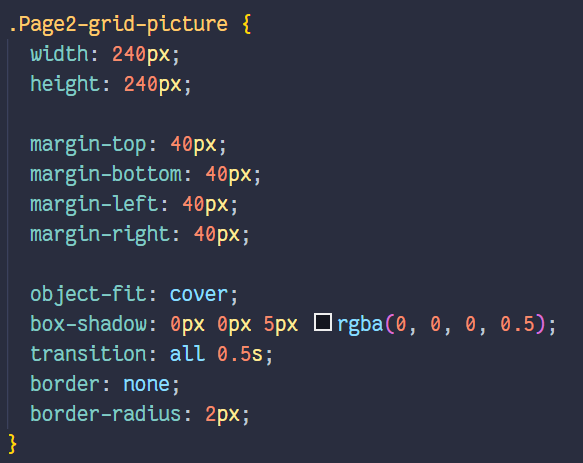 .Page2-grid-picture {
width: 240px;
height: 240px;
margin-top: 40px;
margin-bottom: 40px;
margin-left: 40px;
margin-right: 40px;
object-fit: cover;
box-shadow: 0px 0px 5px rgba(0, 0, 0, 0.5);
transition: all 0.5s;
border: none;
border-radius: 2px;
}